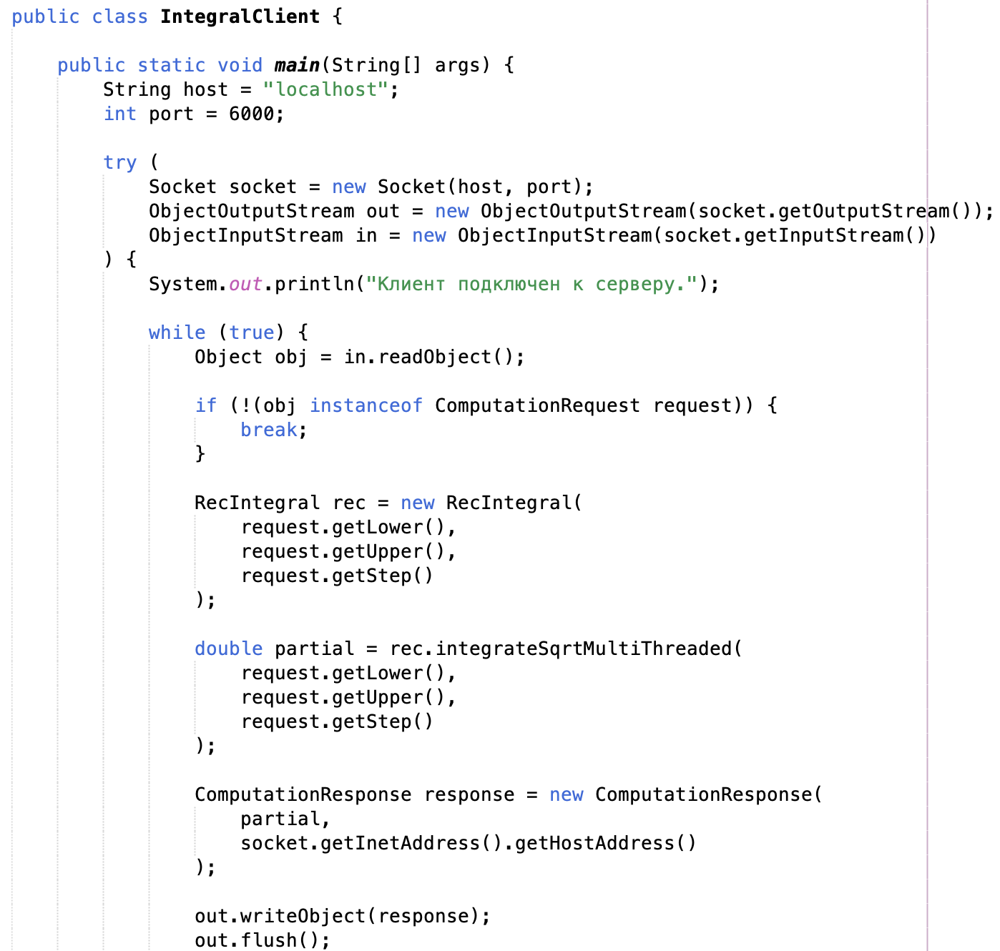 public class IntegralClient {
public static void main(String[] args) {
String host = "localhost";
int port = 6000;
try (
Socket socket = new Socket(host, port);
ObjectOutputStream out = new ObjectOutputStream(socket.getOutputStream());
ObjectInputStream in = new ObjectInputStream(socket.getInputStream())
) {
System.out.println("Клиент подключен к серверу.");
while (true) {
Object obj = in.readObject();
if (!(obj instanceof ComputationRequest request)) {
break;
}
RecIntegral rec = new RecIntegral(
request.getLower(),
request.getUpper(),
request.getStep()
);
double partial = rec.integrateSqrtMultiThreaded(
request.getLower(),
request.getUpper(),
request.getStep()
);
ComputationResponse response = new ComputationResponse(
partial,
socket.getInetAddress().getHostAddress()
);
out.writeObject(response);
out.flush();